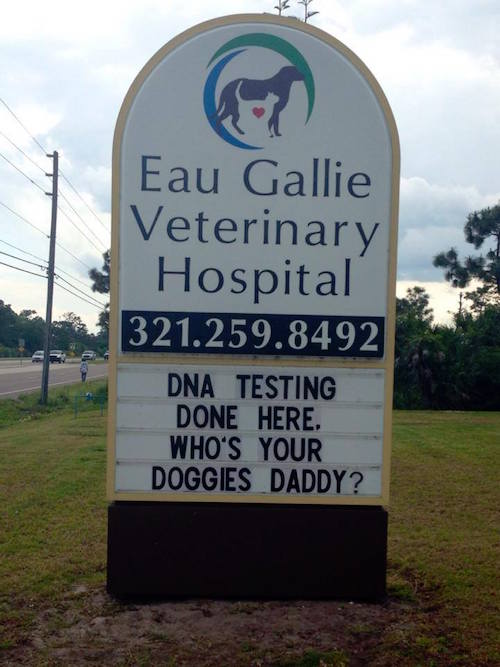 Eau Gallie
Veterinary
Hospital
321.259.8492
DNA TESTING
DONE HERE.
WHO'S YOUR
DOGGIES DADDY?